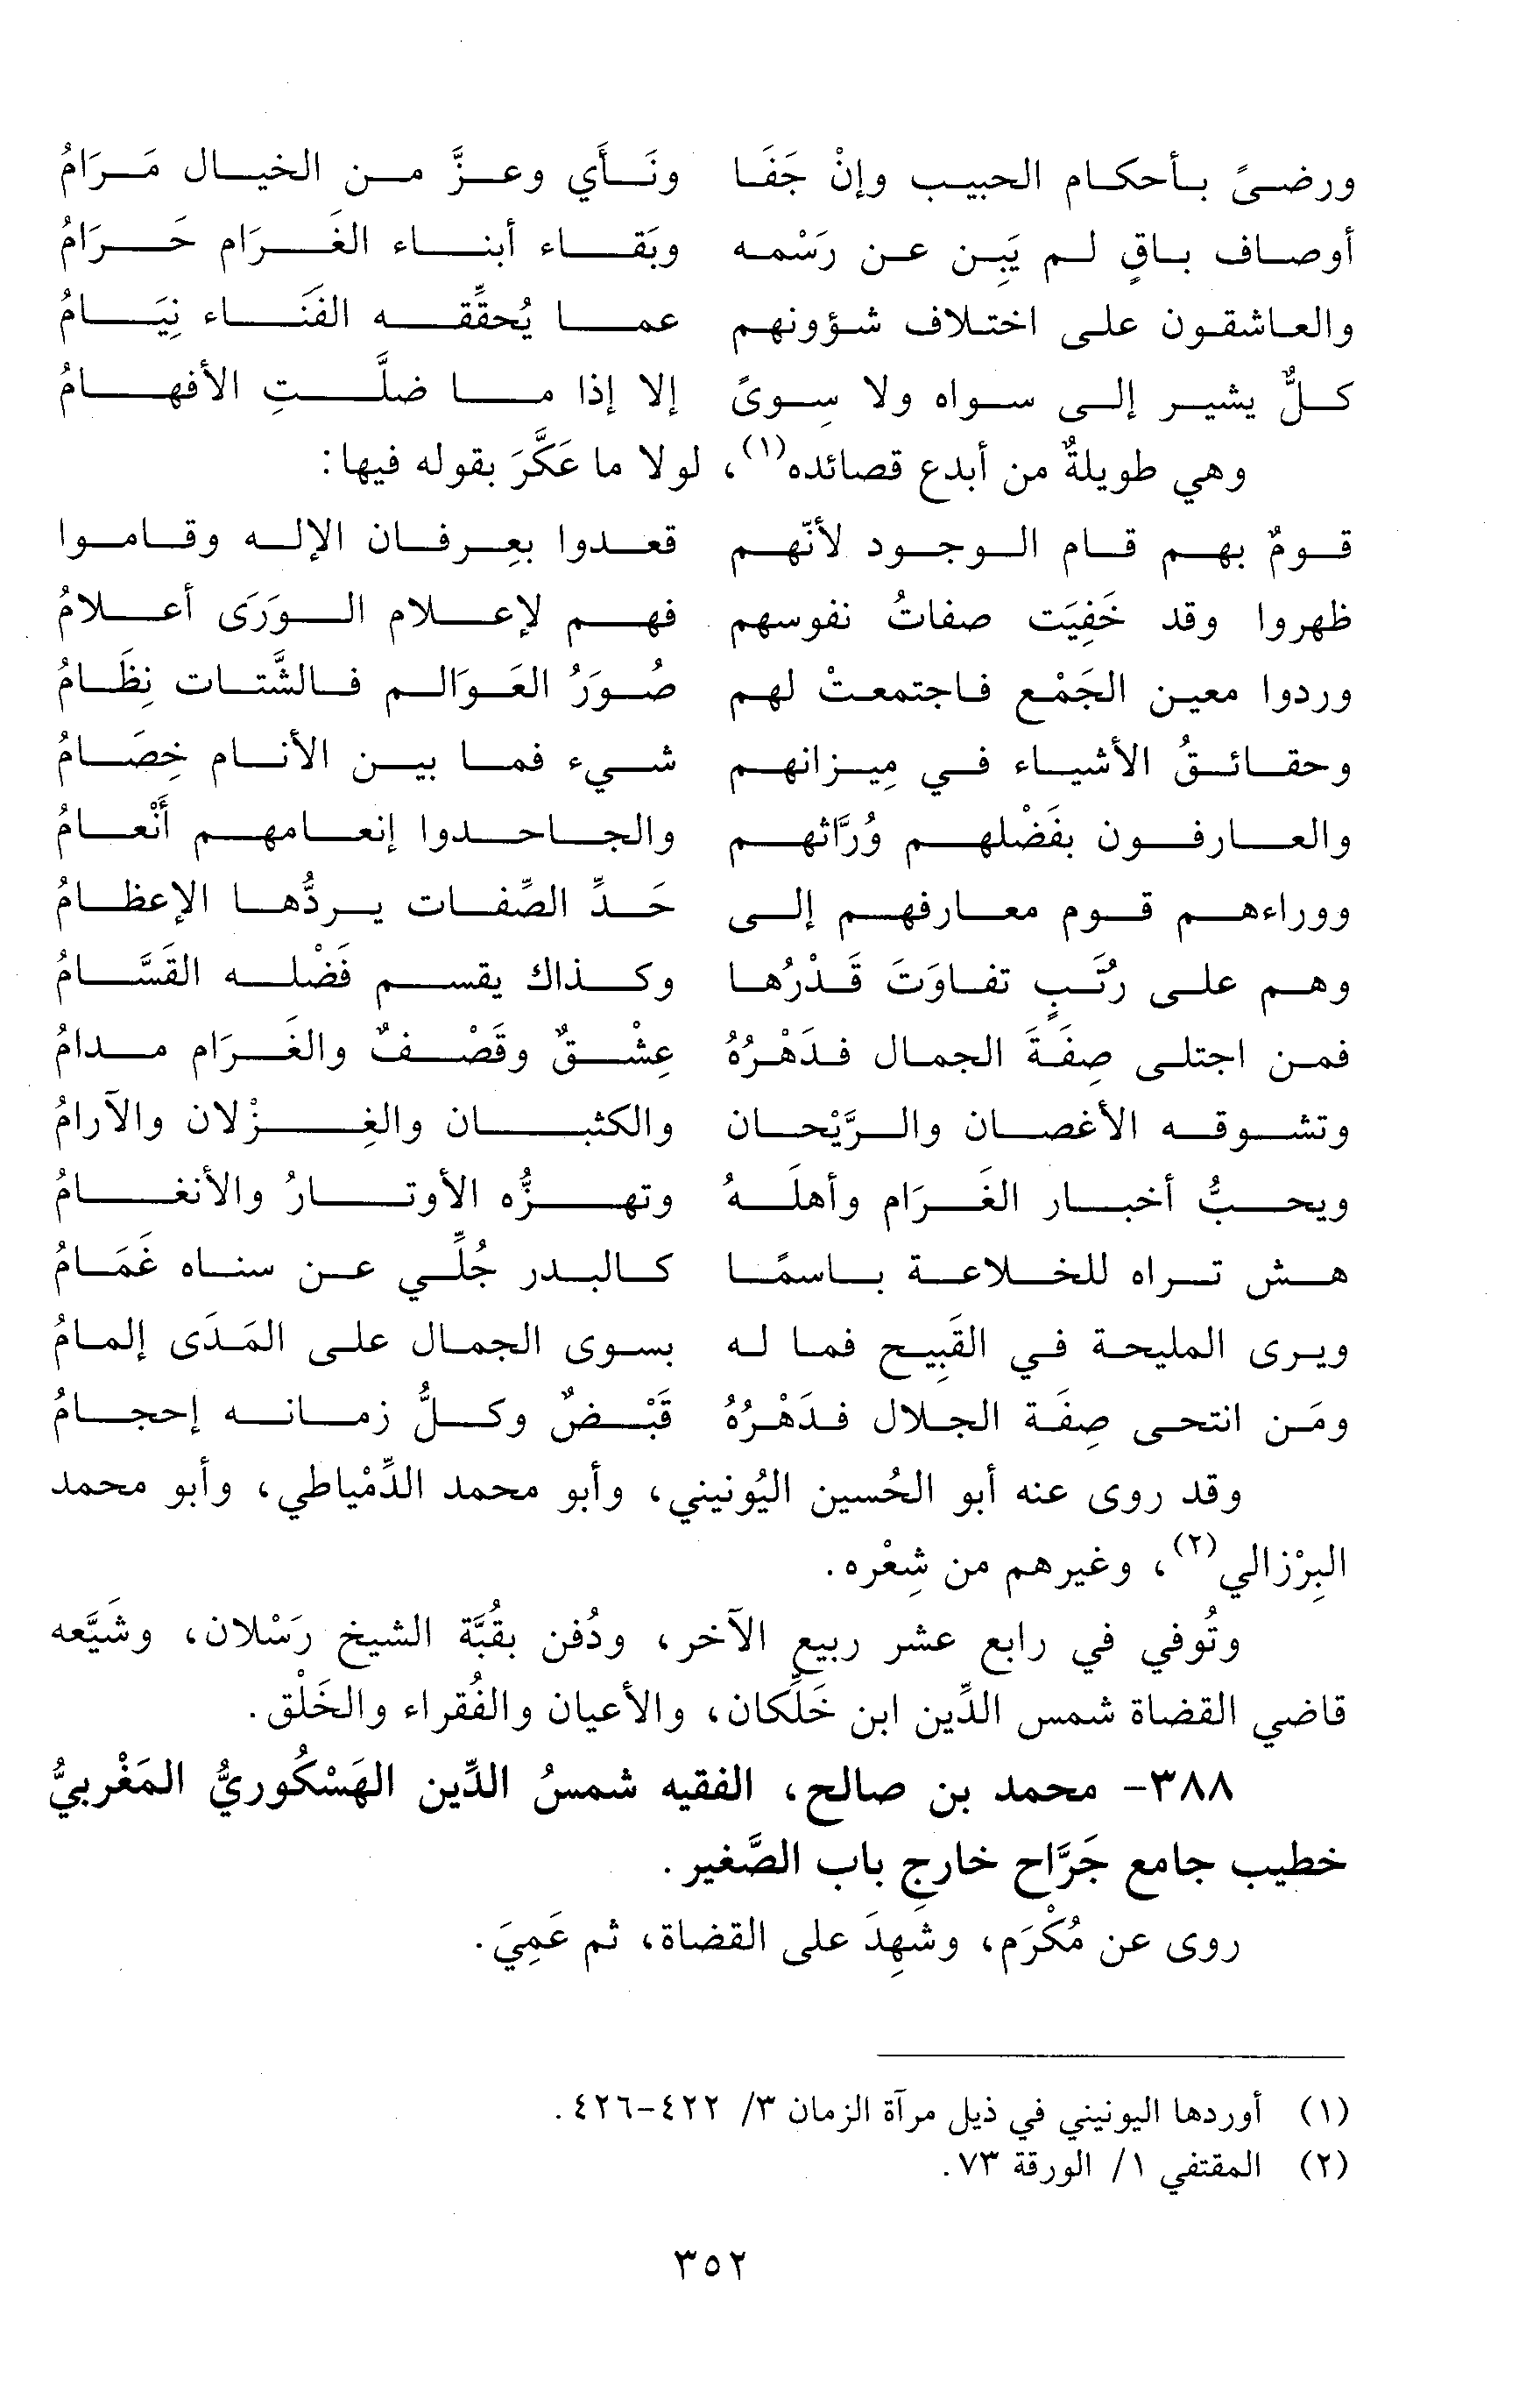 ورضىً بأحكام الحبيب وإنْ جَفَا ونَأَي وعزَّ من الخيال مَرَامُ
أوصاف باقٍ لم يَبِن عن رَسْمه وبَقاء أبناء الغَرَام حَرَامُ
والعاشقون على اختلاف شؤونهم عما يُحقِّقه الفَنَاء نِيَامُ
كلٌّ يشير إلى سواه ولا سِوىً إلا إذا ما ضلَّتِ الأفهامُ
وهي طويلةٌ من أبدع قصائده(١)، لولا ما عَكَّرَ بقوله فيها:
قومٌ بهم قام الوجود لأنّهم قعدوا بعِرفان الإله وقاموا
ظهروا وقد خَفِيَت صفاتُ نفوسهم فهم لإعلام الوَرَى أعلامُ
وردوا معين الجَمْع فاجتمعتْ لهم صُوَرُ العَوَالم فالشَّتات نِظَامُ
وحقائقُ الأشياء في مِيزانهم شيء فما بين الأنام خِصَامُ
والعارفون بفَضْلهم وُرَّاثهم والجاحدوا إنعامهم أَنْعامُ
ووراءهم قوم معارفهم إلى حَدِّ الصِّفات يردُّها الإعظامُ
وهم على رُتَبٍ تفاوَتَ قَدْرُها وكذاك يقسم فَضْله القَسَّامُ
فمن اجتلى صِفَةَ الجمال فدَهْرُهُ عِشْقٌ وقَصْفٌ والغَرَام مدامُ
وتشوقه الأغصان والرَّيْحان والكثبان والغِزْلان والآرامُ
ويحبُّ أخبار الغَرَام وأهلَهُ وتهزُّه الأوتارُ والأنغامُ
هش تراه للخلاعة باسمًا كالبدر جُلِّي عن سناه غَمَامُ
ويرى المليحة في القَبِيح فما له بسوى الجمال على المَدَى إلمامُ
ومَن انتحى صِفَة الجلال فدَهْرُهُ قَبْضٌ وكلُّ زمانه إحجامُ
وقد روى عنه أبو الحُسين اليُونيني، وأبو محمد الدِّمْياطي، وأبو محمد
البِرْزالي(٢)، وغيرهم من شِعْره.
وتُوفي في رابع عشر ربيع الآخر، ودُفن بقُبَّة الشيخ رَسْلان، وشَيَّعه
قاضي القضاة شمس الدِّين ابن خَلِّكان، والأعيان والفُقراء والخَلْق.
٣٨٨- محمد بن صالح، الفقيه شمسُ الدِّين الهَسْكُوريُّ المَغْربيُّ
خطيب جامع جَرَّاح خارجِ باب الصَّغير.
روى عن مُكْرَم، وشَهِدَ على القضاة، ثم عَمِيَ.
(١) أوردها اليونيني في ذيل مرآة الزمان ٣/ ٤٢٢-٤٢٦.
(٢) المقتفي ١/ الورقة ٧٣.
٣٥٢